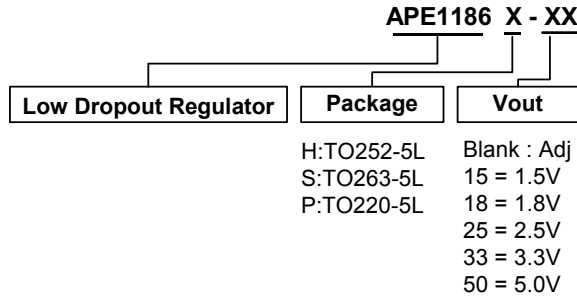 APE1186 X - XX
Low Dropout Regulator Package Vout
H:TO252-5L Blank : Adj
S:TO263-5L 15 = 1.5V
P:TO220-5L 18 = 1.8V
25 = 2.5V
33 = 3.3V
50 = 5.0V